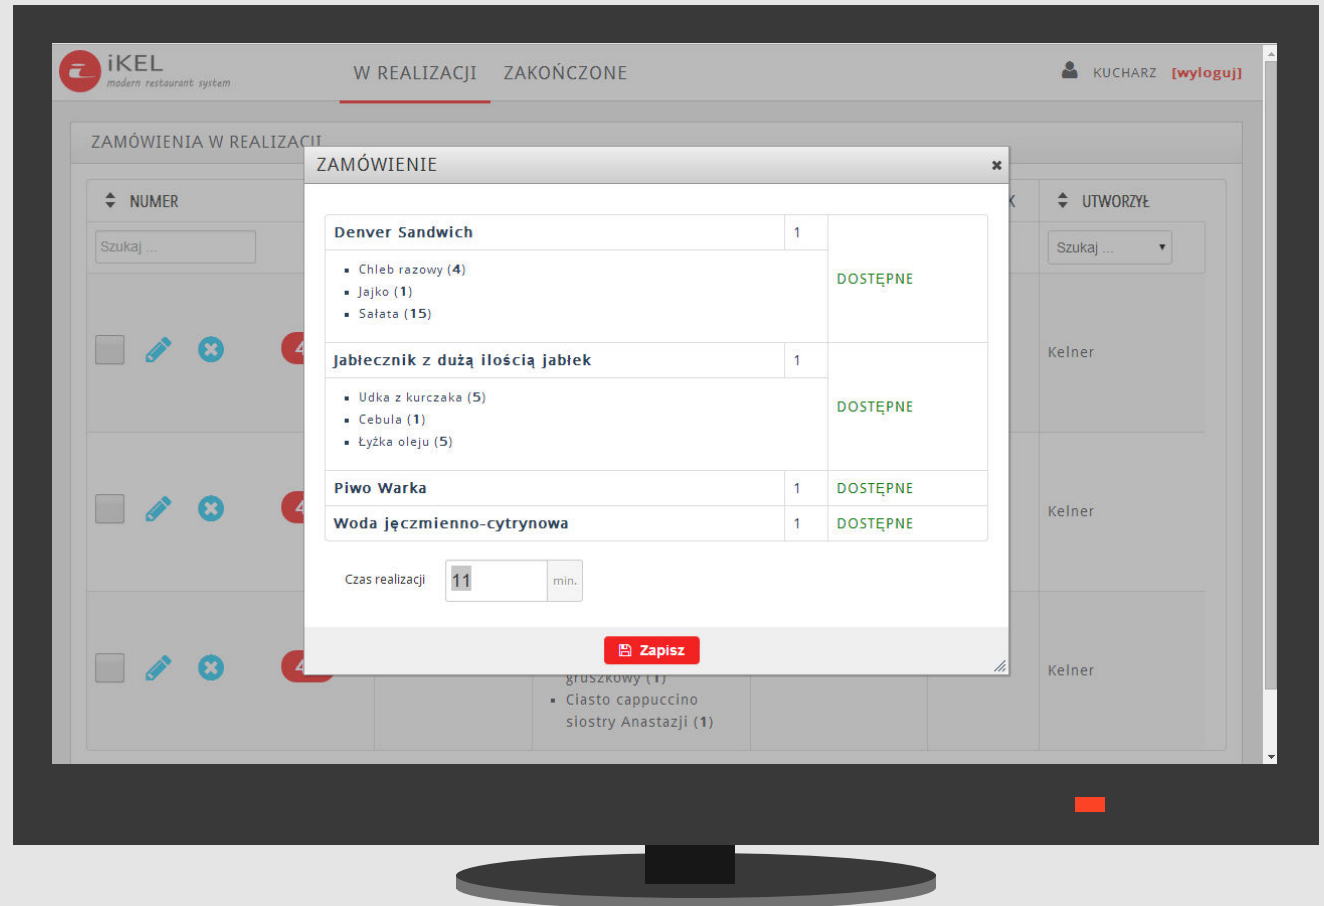 iKEL
modern restaurant system
W REALIZACJI ZAKOŃCZONE
KUCHARZ [wyloguj]
ZAMÓWIENIA W REALIZACJI
NUMER
UTWORZYŁ
Szukaj ...
Szukaj ...
ZAMÓWIENIE
Denver Sandwich 1
DOSTĘPNE
▪ Chleb razowy (4)
▪ Jajko (1)
▪ Sałata (15)
Jabłecznik z dużą ilością jabłek 1
DOSTĘPNE
▪ Udka z kurczaka (5)
▪ Cebula (1)
▪ Łyżka oleju (5)
Piwo Warka 1 DOSTĘPNE
Woda jęczmienno-cytrynowa 1 DOSTĘPNE
Czas realizacji 11 min.
Zapisz
Kelner
Kelner
Kelner
gruszkowy (1)
▪ Ciasto cappuccino
siostry Anastazji (1)